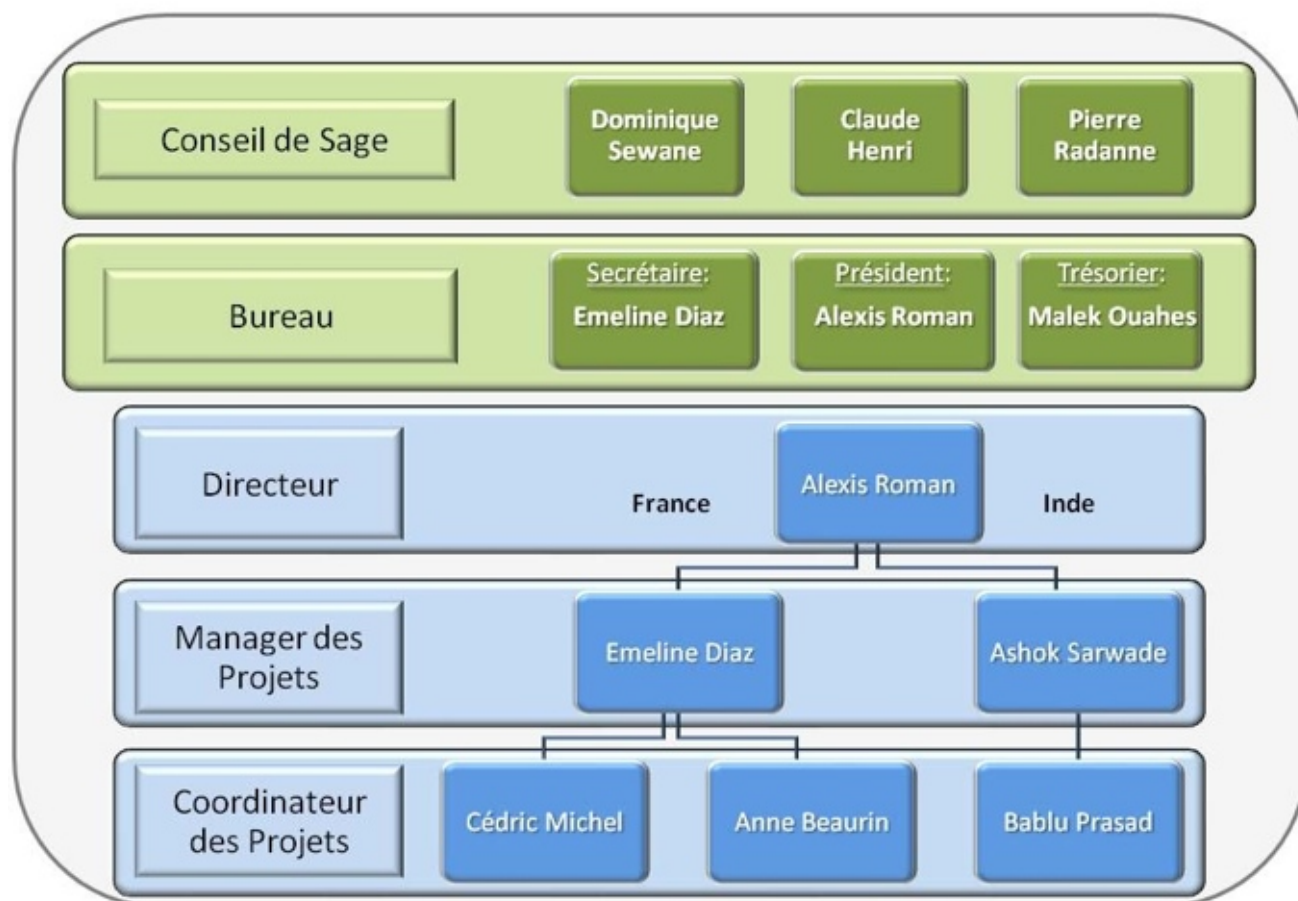 Conseil de Sage
Dominique
Sewane
Claude
Henri
Pierre
Radanne
Bureau
Secrétaire:
Emeline Diaz
Président:
Alexis Roman
Trésorier:
Malek Ouahes
Directeur
France
Alexis Roman
Inde
Manager des
Projets
Emeline Diaz
Ashok Sarwade
Coordinateur
des Projets
Cédric Michel
Anne Beaurin
Bablu Prasad